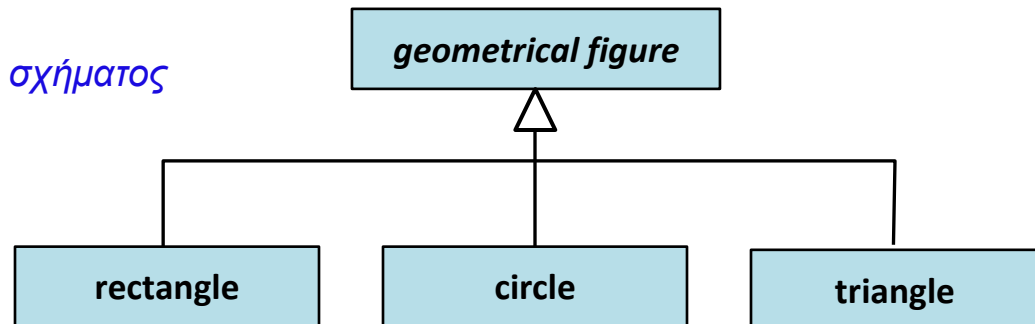 geometrical figure
σχήματος
rectangle
circle
triangle